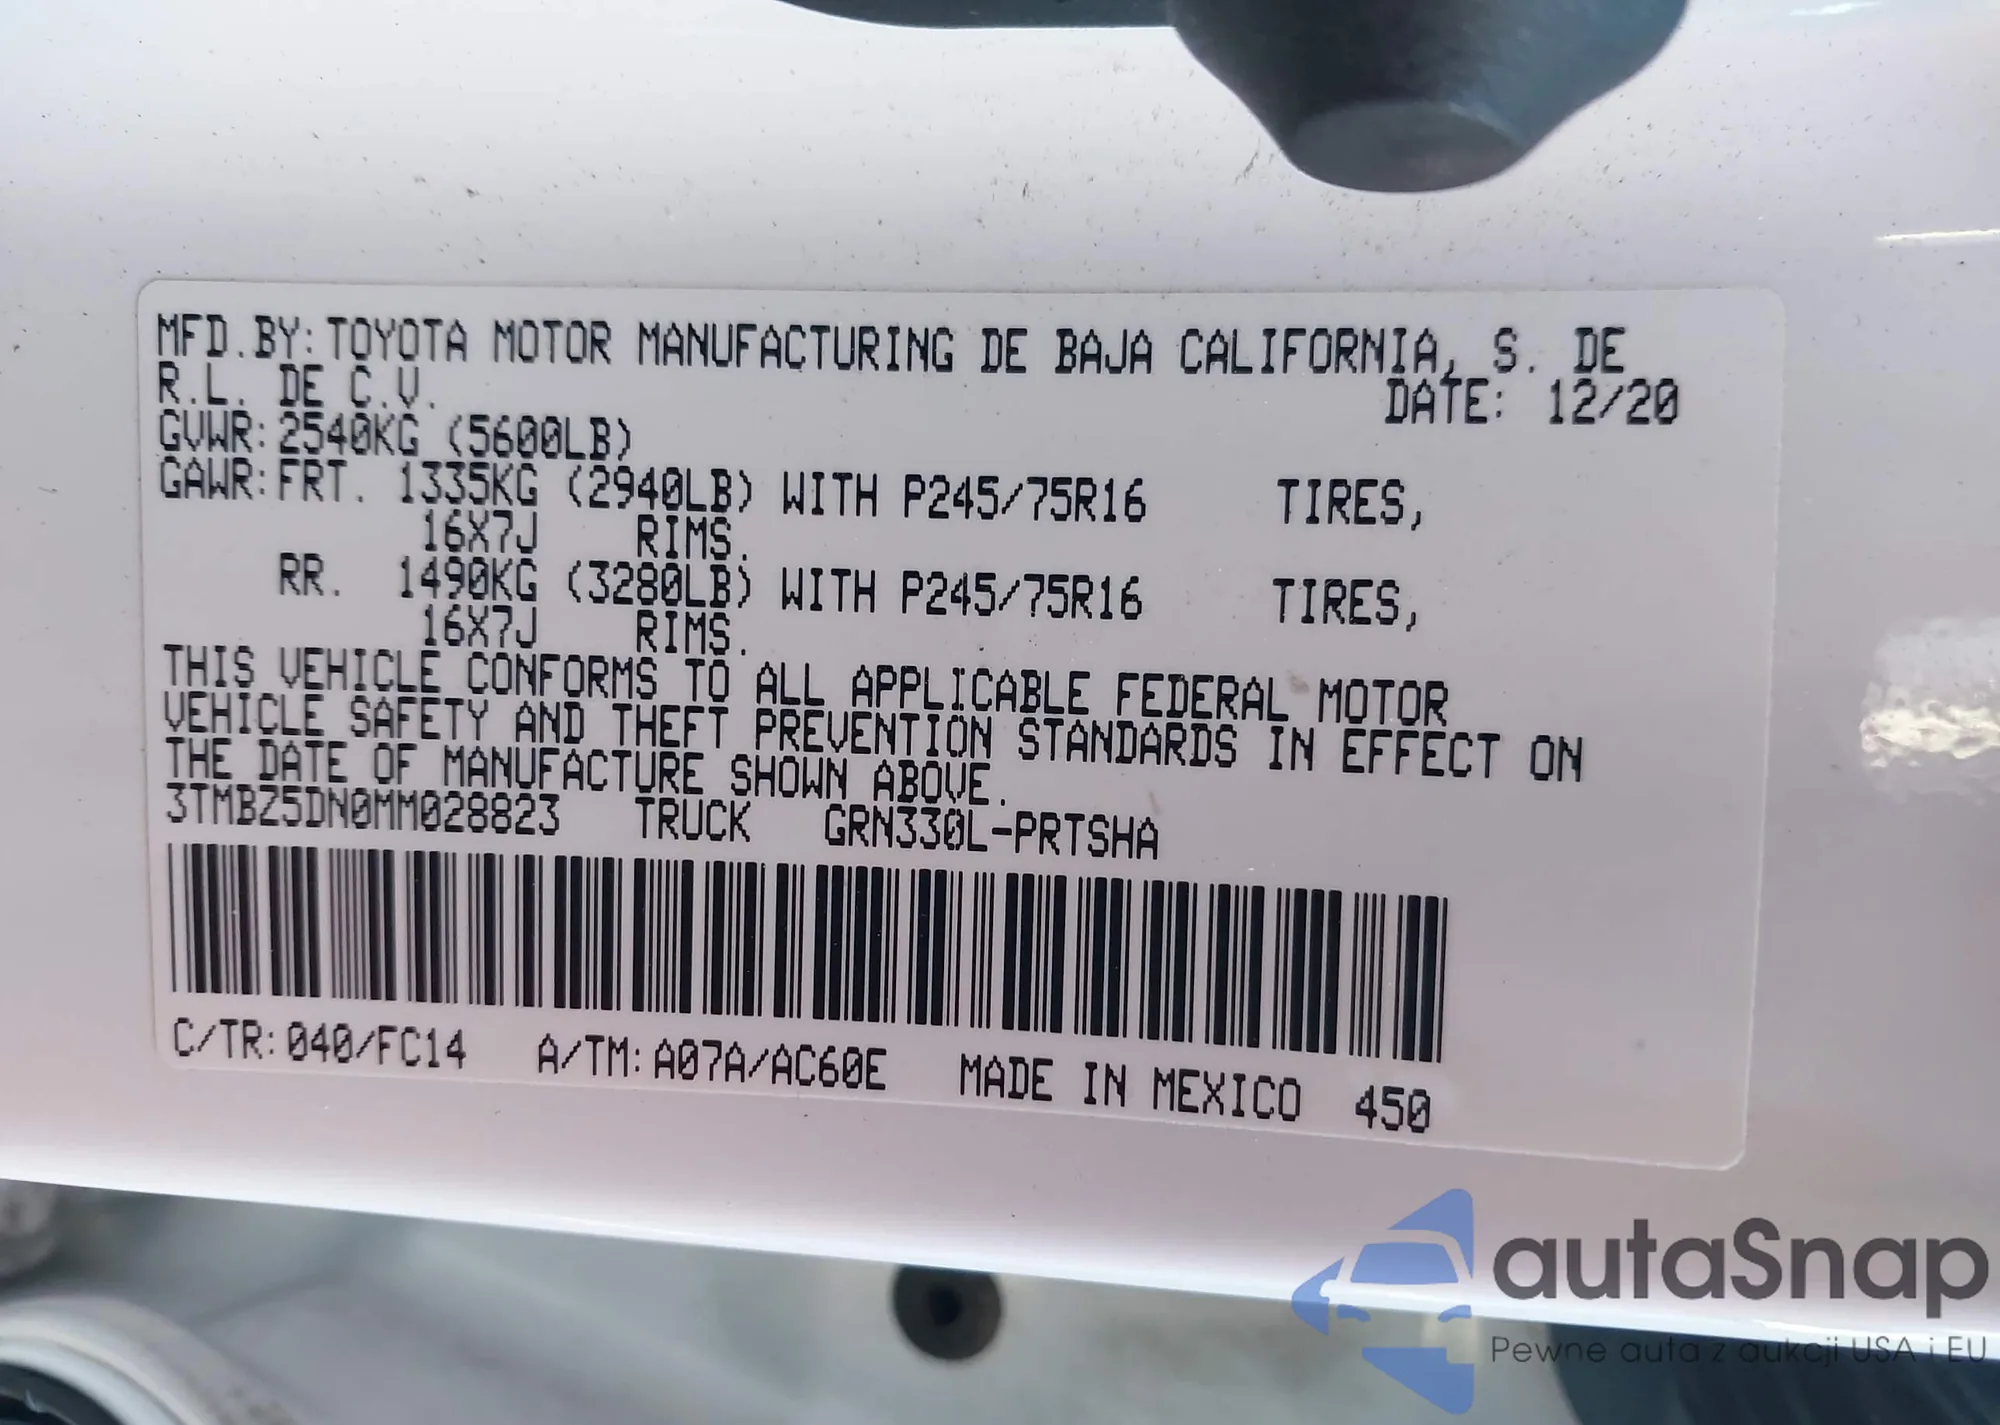 MFD.BY:TOYOTA MOTOR MANUFACTURING DE BAJA CALIFORNIA, S. DE
R.L. DE C.V. DATE: 12/20
GVWR:2540KG (5600LB)
GAWR:FRT. 1335KG (2940LB) WITH P245/75R16 TIRES,
16X7J RIMS.
RR. 1490KG (3280LB) WITH P245/75R16 TIRES,
16X7J RIMS.
THIS VEHICLE CONFORMS TO ALL APPLICABLE FEDERAL MOTOR
VEHICLE SAFETY AND THEFT PREVENTION STANDARDS IN EFFECT ON
THE DATE OF MANUFACTURE SHOWN ABOVE.
3TMBZ5DN0MM028823 TRUCK GRN330L-PRTSHA
C/TR:040/FC14 A/TM:A07A/AC60E MADE IN MEXICO 450
autaSnap
Pewne auta z aukcji USA i EU